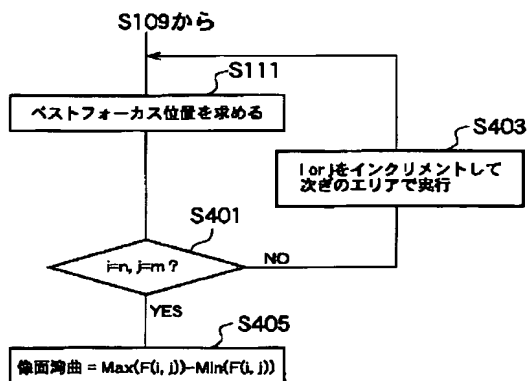 S109から
S111
ベストフォーカス位置を求める
S403
i or jをインクリメントして
次ぎのエリアで実行
S401
i=n, j=m ?
NO
YES
S405
像面湾曲 = Max(F(i, j))-Min(F(i, j))